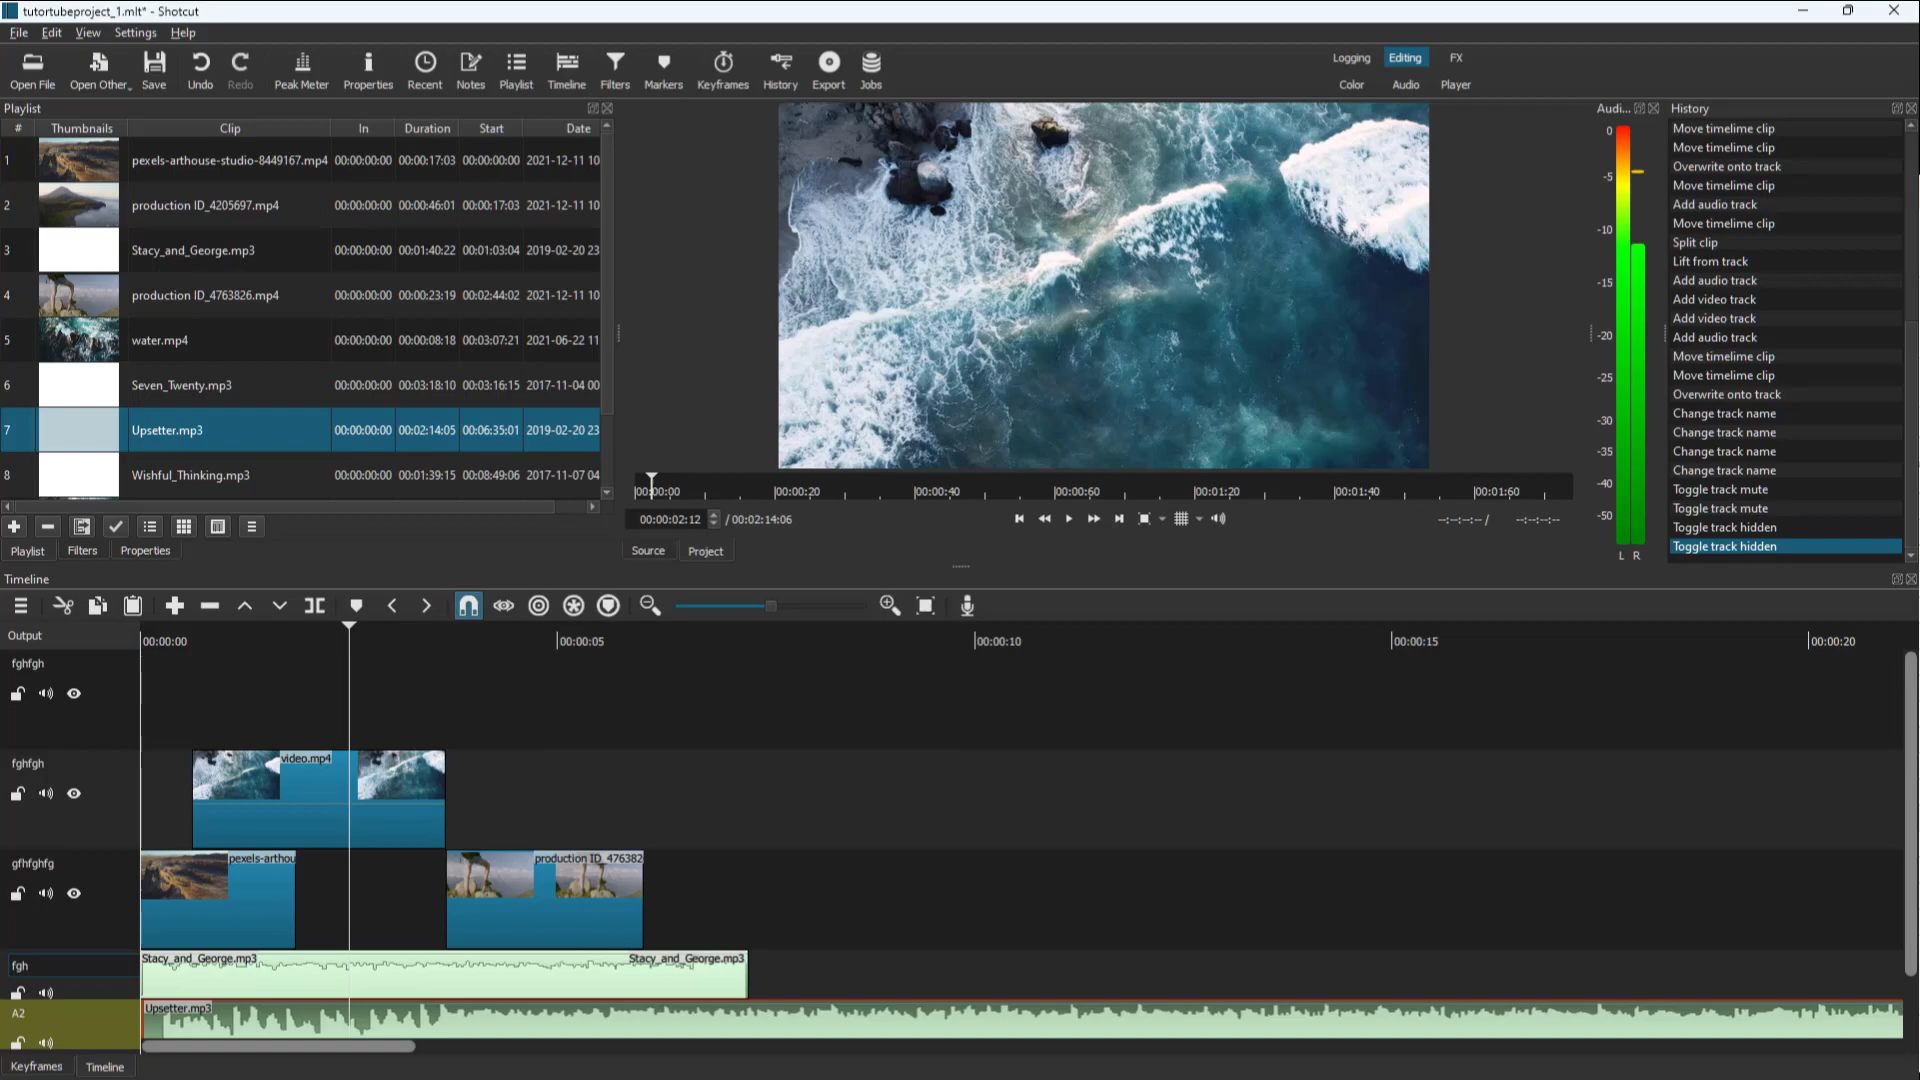 tutortubeproject_1.mlt* - Shotcut
File Edit View Settings Help
Open File Open Other... Save Undo Redo Peak Meter Properties Recent Notes Playlist Timeline Filters Markers Keyframes History Export Jobs
Logging Editing FX
Color Audio Player
Playlist
# Thumbnails Clip In Duration Start Date
1 pexels-arthouse-studio-8449167.mp4 00:00:00:00 00:00:17:03 00:00:00:00 2021-12-11 10
2 production ID_4205697.mp4 00:00:00:00 00:00:46:01 00:00:17:03 2021-12-11 10
3 Stacy_and_George.mp3 00:00:00:00 00:01:40:22 00:01:03:04 2019-02-20 23
4 production ID_4763826.mp4 00:00:00:00 00:00:23:19 00:02:44:02 2021-12-11 10
5 water.mp4 00:00:00:00 00:00:08:18 00:03:07:21 2021-06-22 11
6 Seven_Twenty.mp3 00:00:00:00 00:03:18:10 00:03:16:15 2017-11-04 00
7 Upsetter.mp3 00:00:00:00 00:02:14:05 00:06:35:01 2019-02-20 23
8 Wishful_Thinking.mp3 00:00:00:00 00:01:39:15 00:08:49:06 2017-11-07 04
Playlist Filters Properties
00:00:00 00:00:20 00:00:40 00:00:60 00:01:20 00:01:40 00:01:60
00:00:02:12 / 00:02:14:06 --:--:--:-- / --:--:--:--
Source Project
Audi...
0
-5
-10
-15
-20
-25
-30
-35
-40
-50
L R
History
Move timelime clip
Move timelime clip
Overwrite onto track
Move timelime clip
Add audio track
Move timelime clip
Split clip
Lift from track
Add audio track
Add video track
Add video track
Add audio track
Move timelime clip
Move timelime clip
Overwrite onto track
Change track name
Change track name
Change track name
Change track name
Toggle track mute
Toggle track mute
Toggle track hidden
Toggle track hidden
Timeline
Output
00:00:00 00:00:05 00:00:10 00:00:15 00:00:20
fghfgh
fghfgh
video.mp4
gfhfghfg
pexels-arthou
production ID_476382
fgh
Stacy_and_George.mp3 Stacy_and_George.mp3
A2
Upsetter.mp3
Keyframes Timeline